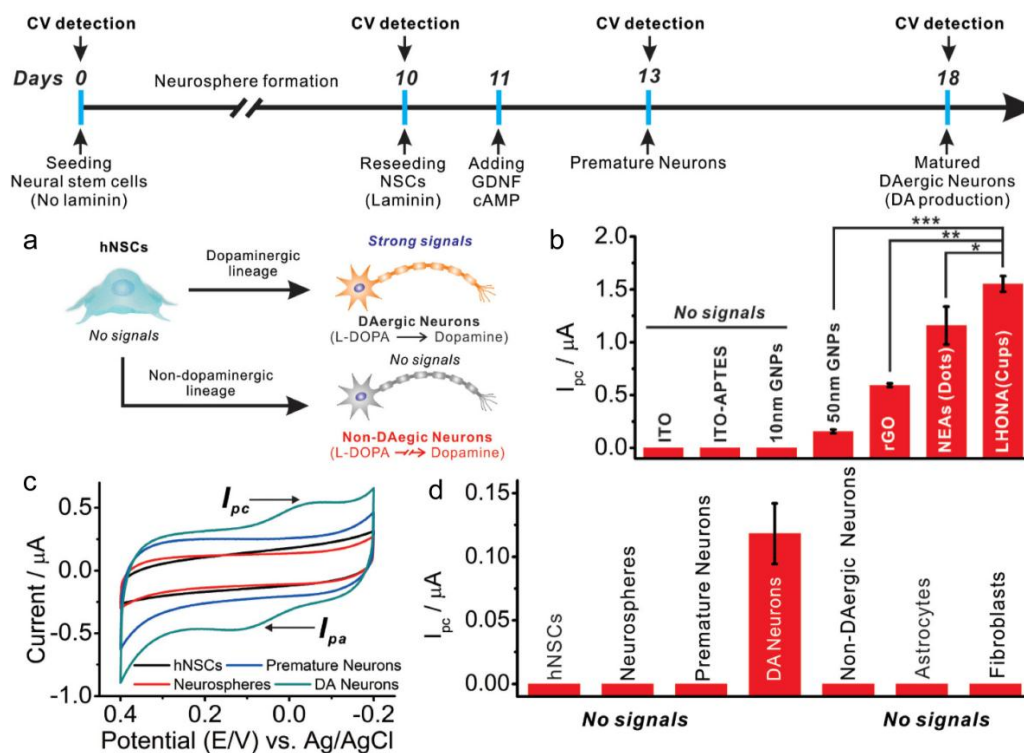 CV detection CV detection CV detection CV detection
Days 0 Neurosphere formation 10 11 13 18
Seeding
Neural stem cells
(No laminin)
Reseeding
NSCs
(Laminin)
Adding
GDNF
cAMP
Premature Neurons
Matured
DAergic Neurons
(DA production)
a
hNSCs
No signals
Dopaminergic
lineage
Strong signals
DAergic Neurons
(L-DOPA → Dopamine)
Non-dopaminergic
lineage
No signals
Non-DAegic Neurons
(L-DOPA → Dopamine)
b
***
**
*
I pc / μA
2.0
1.5
1.0
0.5
0.0
No signals
ITO
ITO-APTES
10nm GNPs
50nm GNPs
rGO
NEAs (Dots)
LHONA(Cups)
c
Current / μA
0.5
0.0
-0.5
-1.0
I pc
I pa
hNSCs Premature Neurons
Neurospheres DA Neurons
0.4 0.2 0.0 -0.2
Potential (E/V) vs. Ag/AgCl
d
I pc / μA
0.15
0.10
0.05
0.00
hNSCs
Neurospheres
Premature Neurons
DA Neurons
Non-DAergic Neurons
Astrocytes
Fibroblasts
No signals No signals